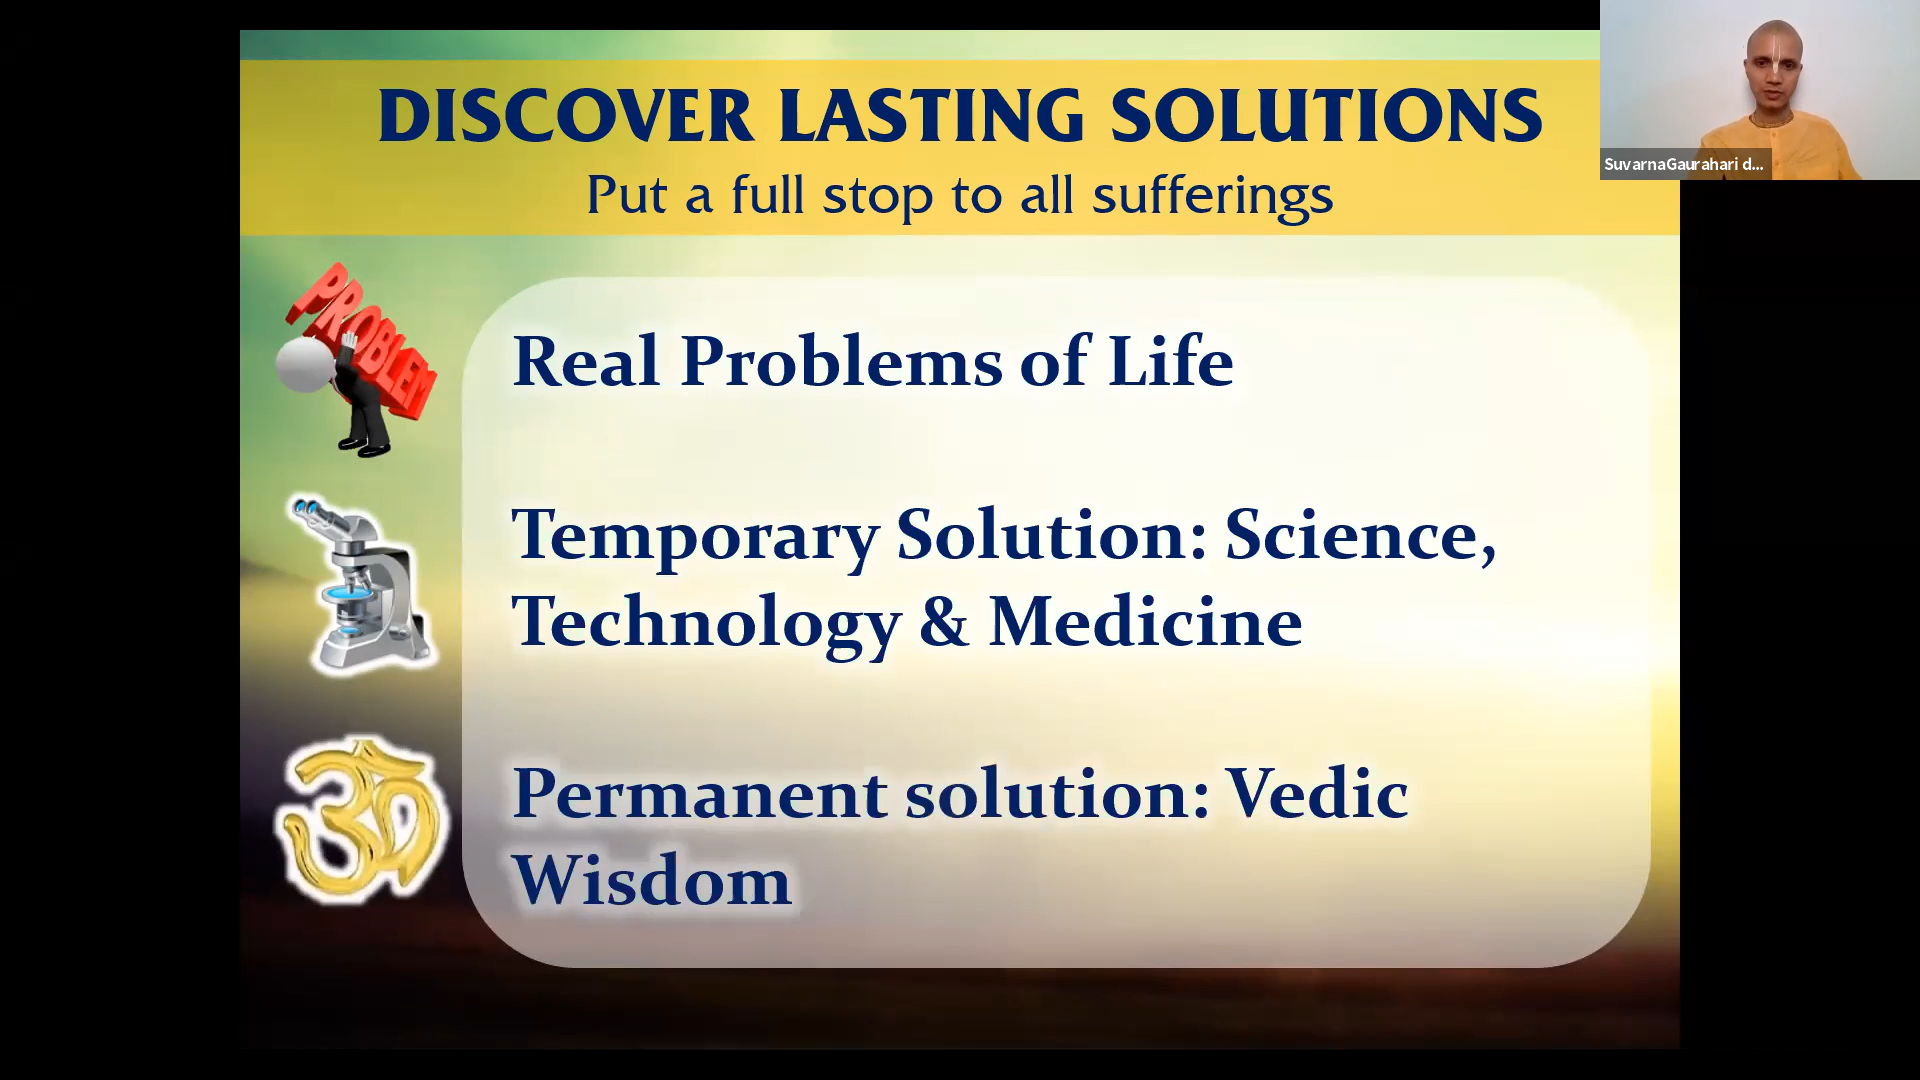 DISCOVER LASTING SOLUTIONS
Put a full stop to all sufferings
PROBLEM
Real Problems of Life
Temporary Solution: Science,
Technology & Medicine
ॐ
Permanent solution: Vedic
Wisdom
SuvarnaGaurahari d...